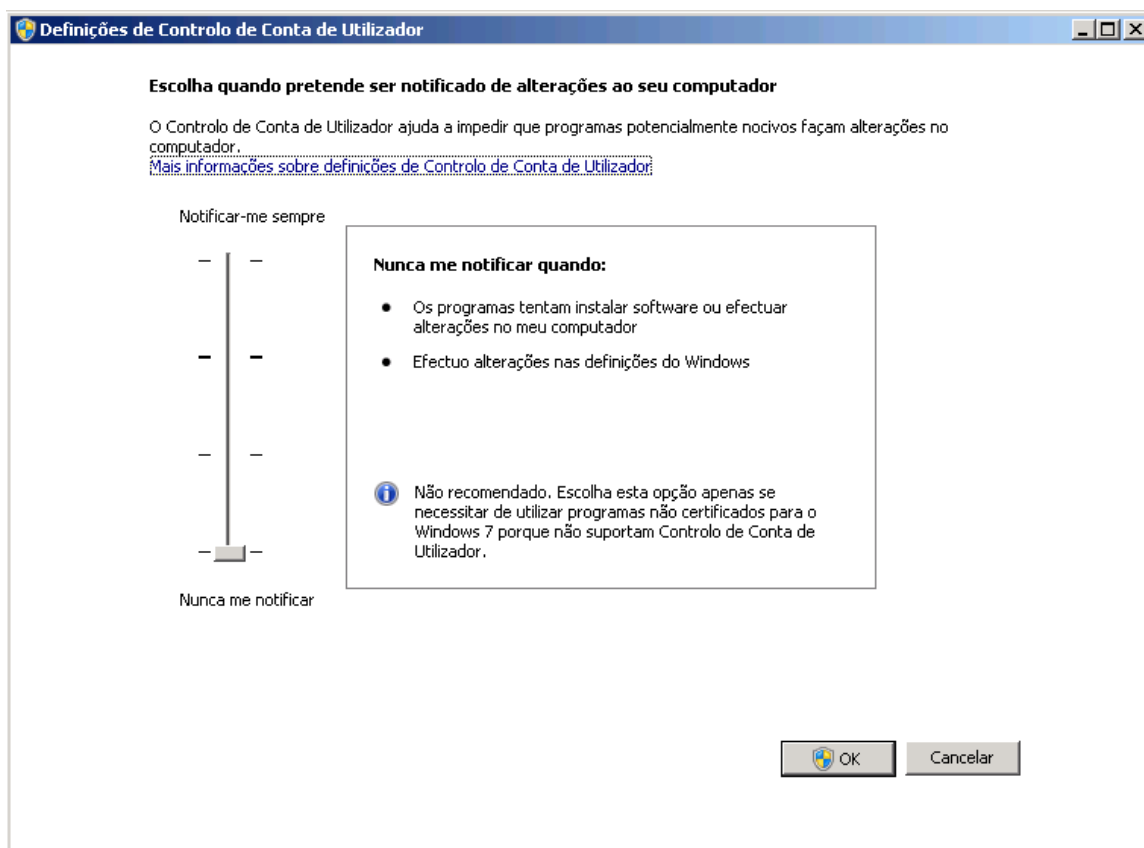 Definições de Controlo de Conta de Utilizador
Escolha quando pretende ser notificado de alterações ao seu computador
O Controlo de Conta de Utilizador ajuda a impedir que programas potencialmente nocivos façam alterações no
computador.
Mais informações sobre definições de Controlo de Conta de Utilizador
Notificar-me sempre
Nunca me notificar quando:
Os programas tentam instalar software ou efectuar
alterações no meu computador
Efectuo alterações nas definições do Windows
Não recomendado. Escolha esta opção apenas se
necessitar de utilizar programas não certificados para o
Windows 7 porque não suportam Controlo de Conta de
Utilizador.
Nunca me notificar
OK
Cancelar